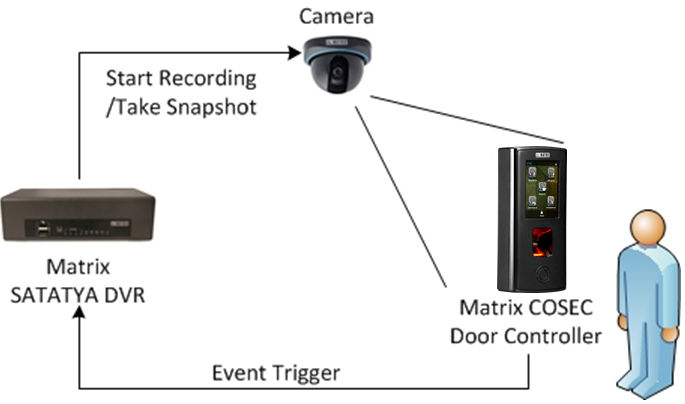 Camera
Start Recording
/Take Snapshot
Matrix
SATATYA DVR
Matrix COSEC
Door Controller
Event Trigger